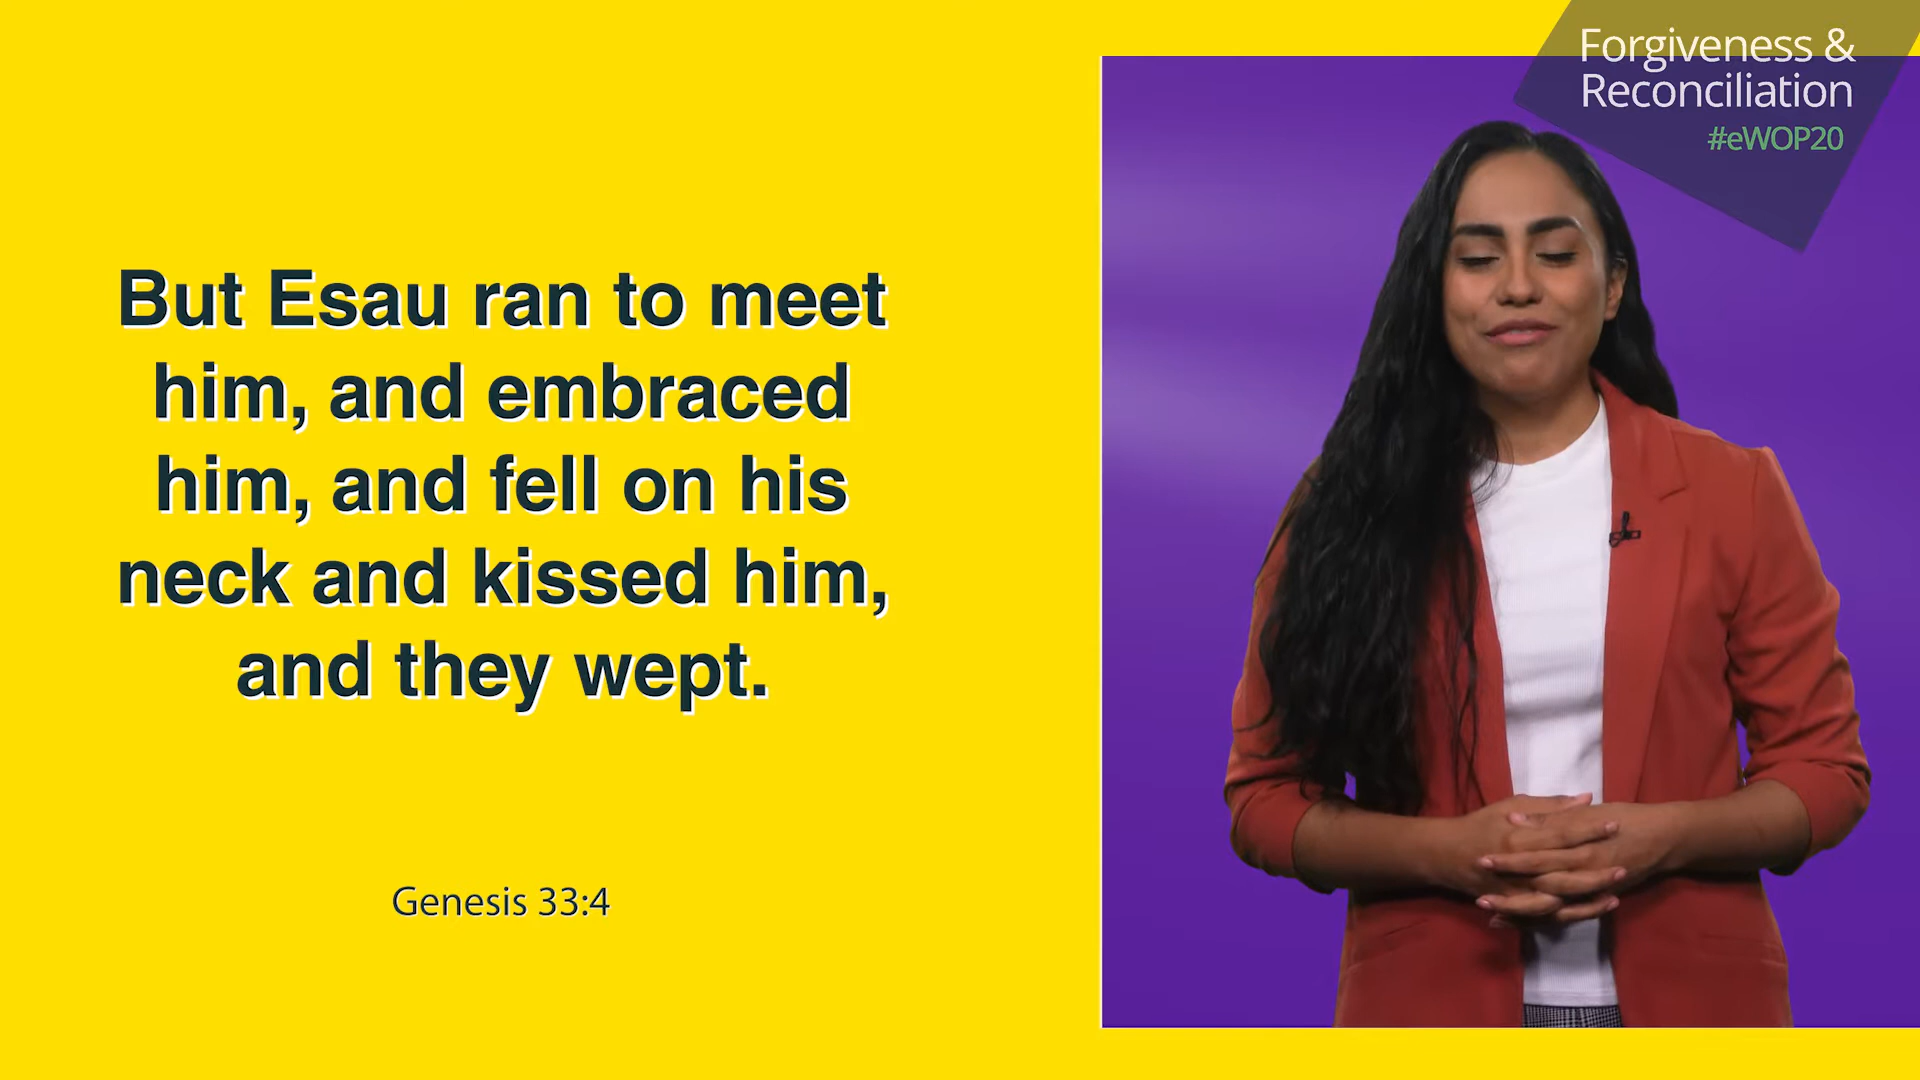 Forgiveness &
Reconciliation
#eWOP20
But Esau ran to meet
him, and embraced
him, and fell on his
neck and kissed him,
and they wept.
Genesis 33:4